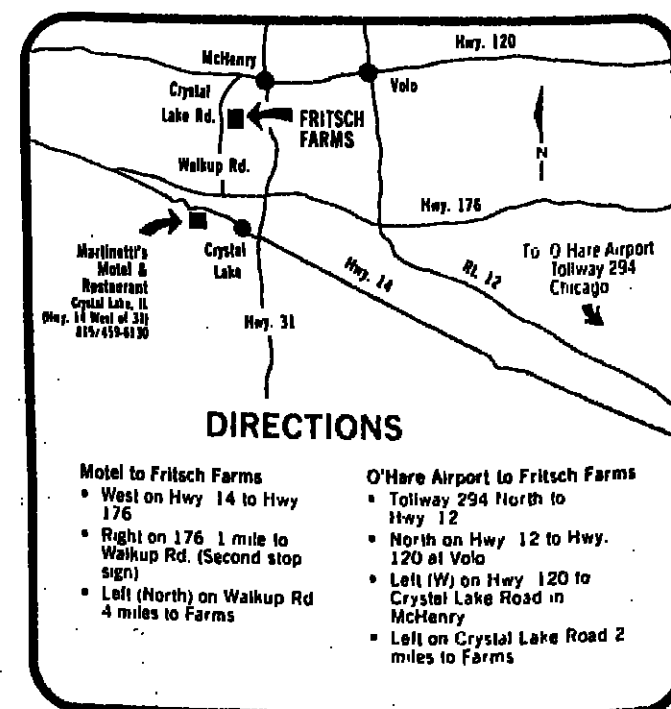 Hwy. 120
McHenry
Volo
Crystal
Lake Rd.
FRITSCH
FARMS
N
Walkup Rd.
Hwy. 176
Martinetti's
Motel &
Restaurant
Crystal Lake, IL
(Hwy. 14 West of 31)
815/459-6130
Crystal
Lake
Hwy. 31
Hwy. 14
Rt. 12
To O Hare Airport
Tollway 294
Chicago
DIRECTIONS
Motel to Fritsch Farms
• West on Hwy 14 to Hwy
176
• Right on 176 1 mile to
Walkup Rd. (Second stop
sign)
• Left (North) on Walkup Rd
4 miles to Farms
O'Hare Airport to Fritsch Farms
• Tollway 294 North to
Hwy 12
• North on Hwy 12 to Hwy.
120 at Volo
• Left (W) on Hwy 120 to
Crystal Lake Road in
McHenry
• Left on Crystal Lake Road 2
miles to Farms